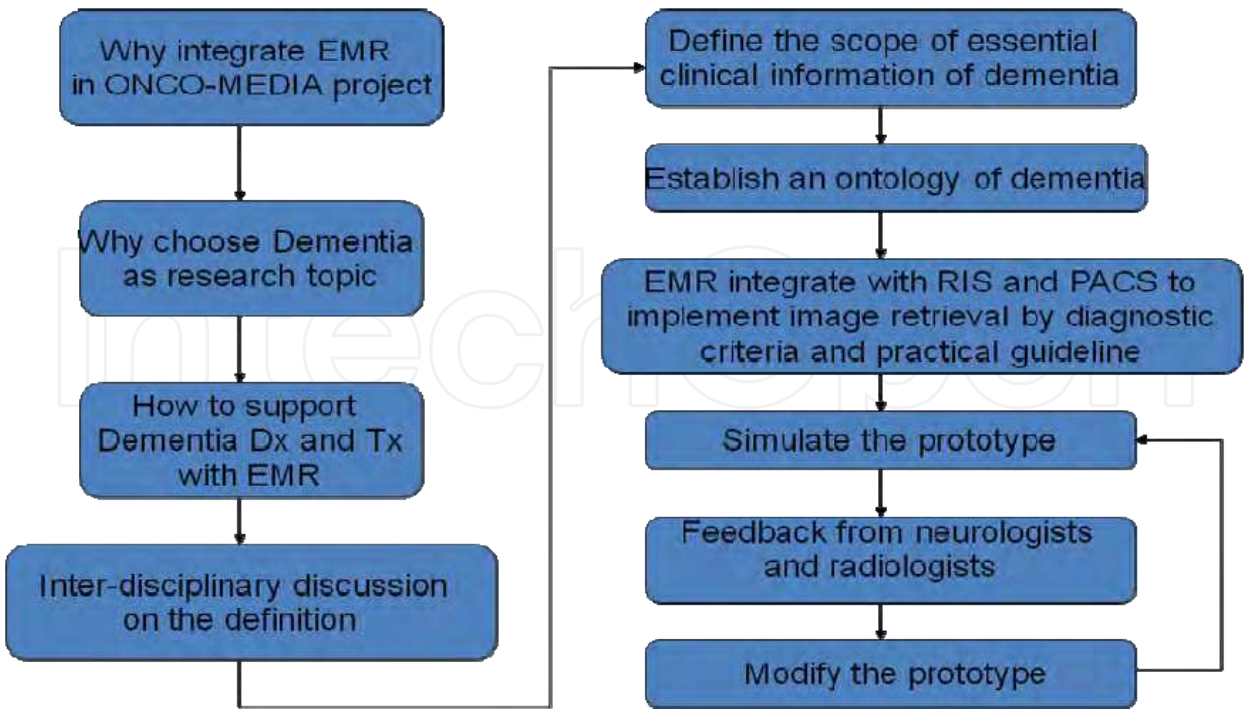 Why integrate EMR
in ONCO-MEDIA project
Why choose Dementia
as research topic
How to support
Dementia Dx and Tx
with EMR
Inter-disciplinary discussion
on the definition
Define the scope of essential
clinical information of dementia
Establish an ontology of dementia
EMR integrate with RIS and PACS to
implement image retrieval by diagnostic
criteria and practical guideline
Simulate the prototype
Feedback from neurologists
and radiologists
Modify the prototype
IntechOpen